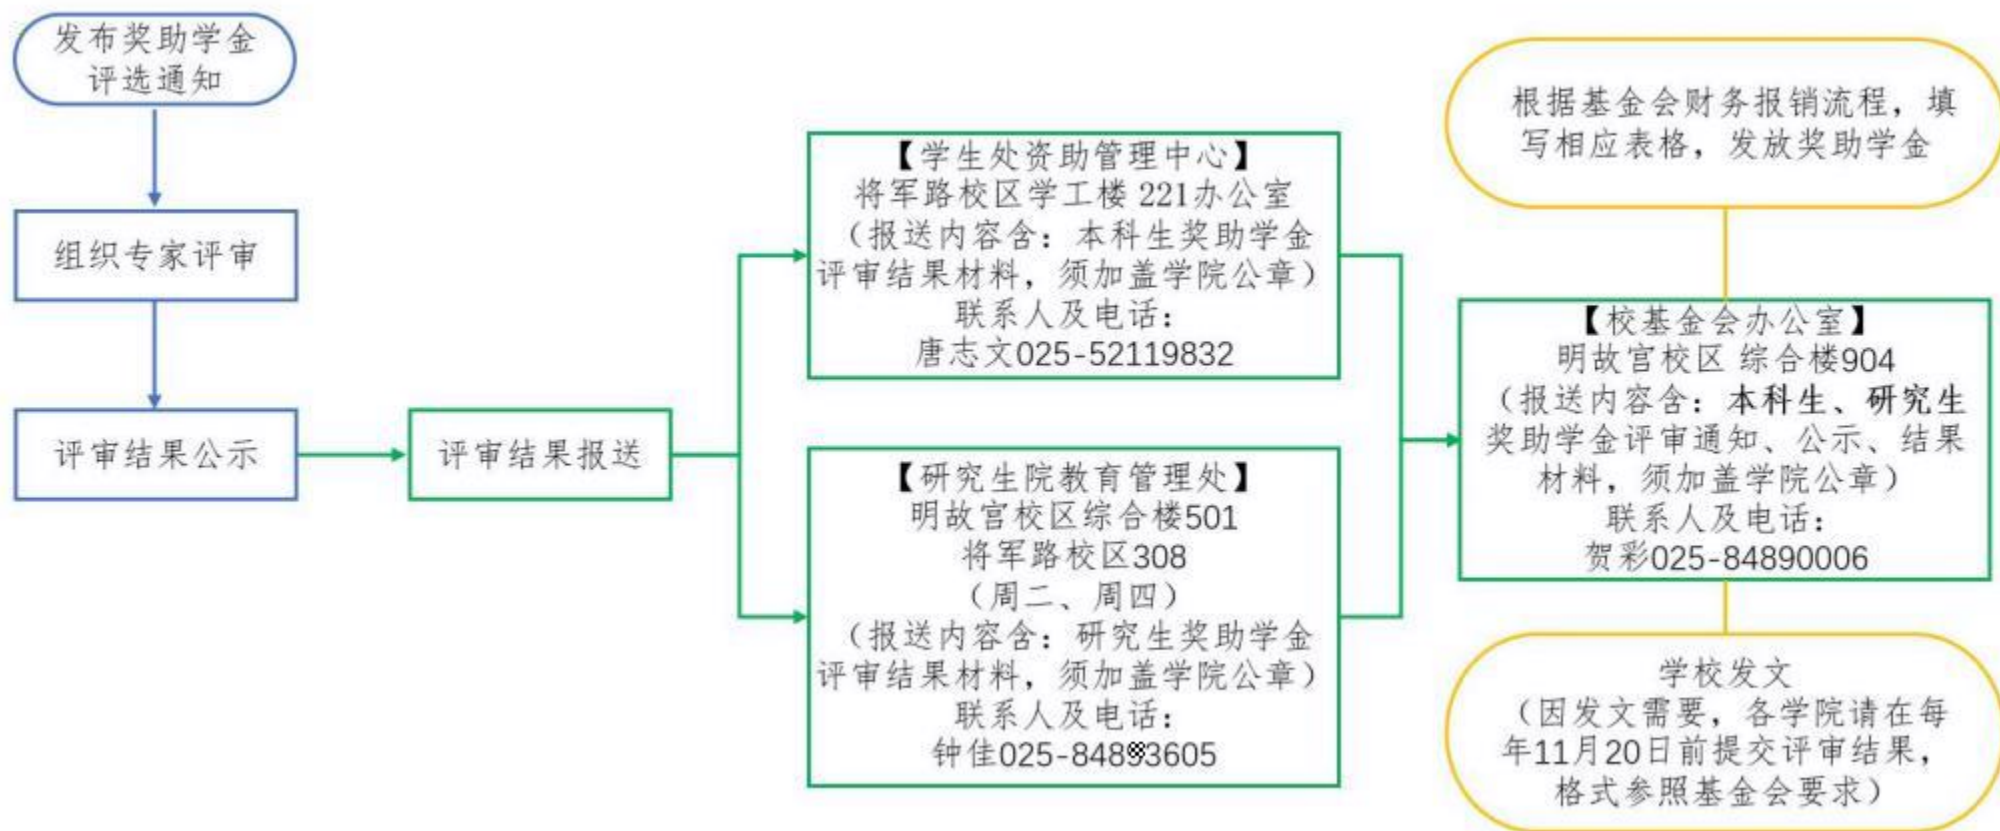 发布奖助学金
评选通知
组织专家评审
评审结果公示
评审结果报送
【学生处资助管理中心】
将军路校区学工楼 221办公室
（报送内容含：本科生奖助学金
评审结果材料，须加盖学院公章）
联系人及电话：
唐志文025-52119832
【研究生院教育管理处】
明故宫校区综合楼501
将军路校区308
（周二、周四）
（报送内容含：研究生奖助学金
评审结果材料，须加盖学院公章）
联系人及电话：
钟佳
根据基金会财务报销流程，填
写相应表格，发放奖助学金
【校基金会办公室】
明故宫校区 综合楼904
（报送内容含：本科生、研究生
奖助学金评审通知、公示、结果
材料，须加盖学院公章）
联系人及电话：
贺彩025-84890006
学校发文
（因发文需要，各学院请在每
年11月20日前提交评审结果，
格式参照基金会要求）